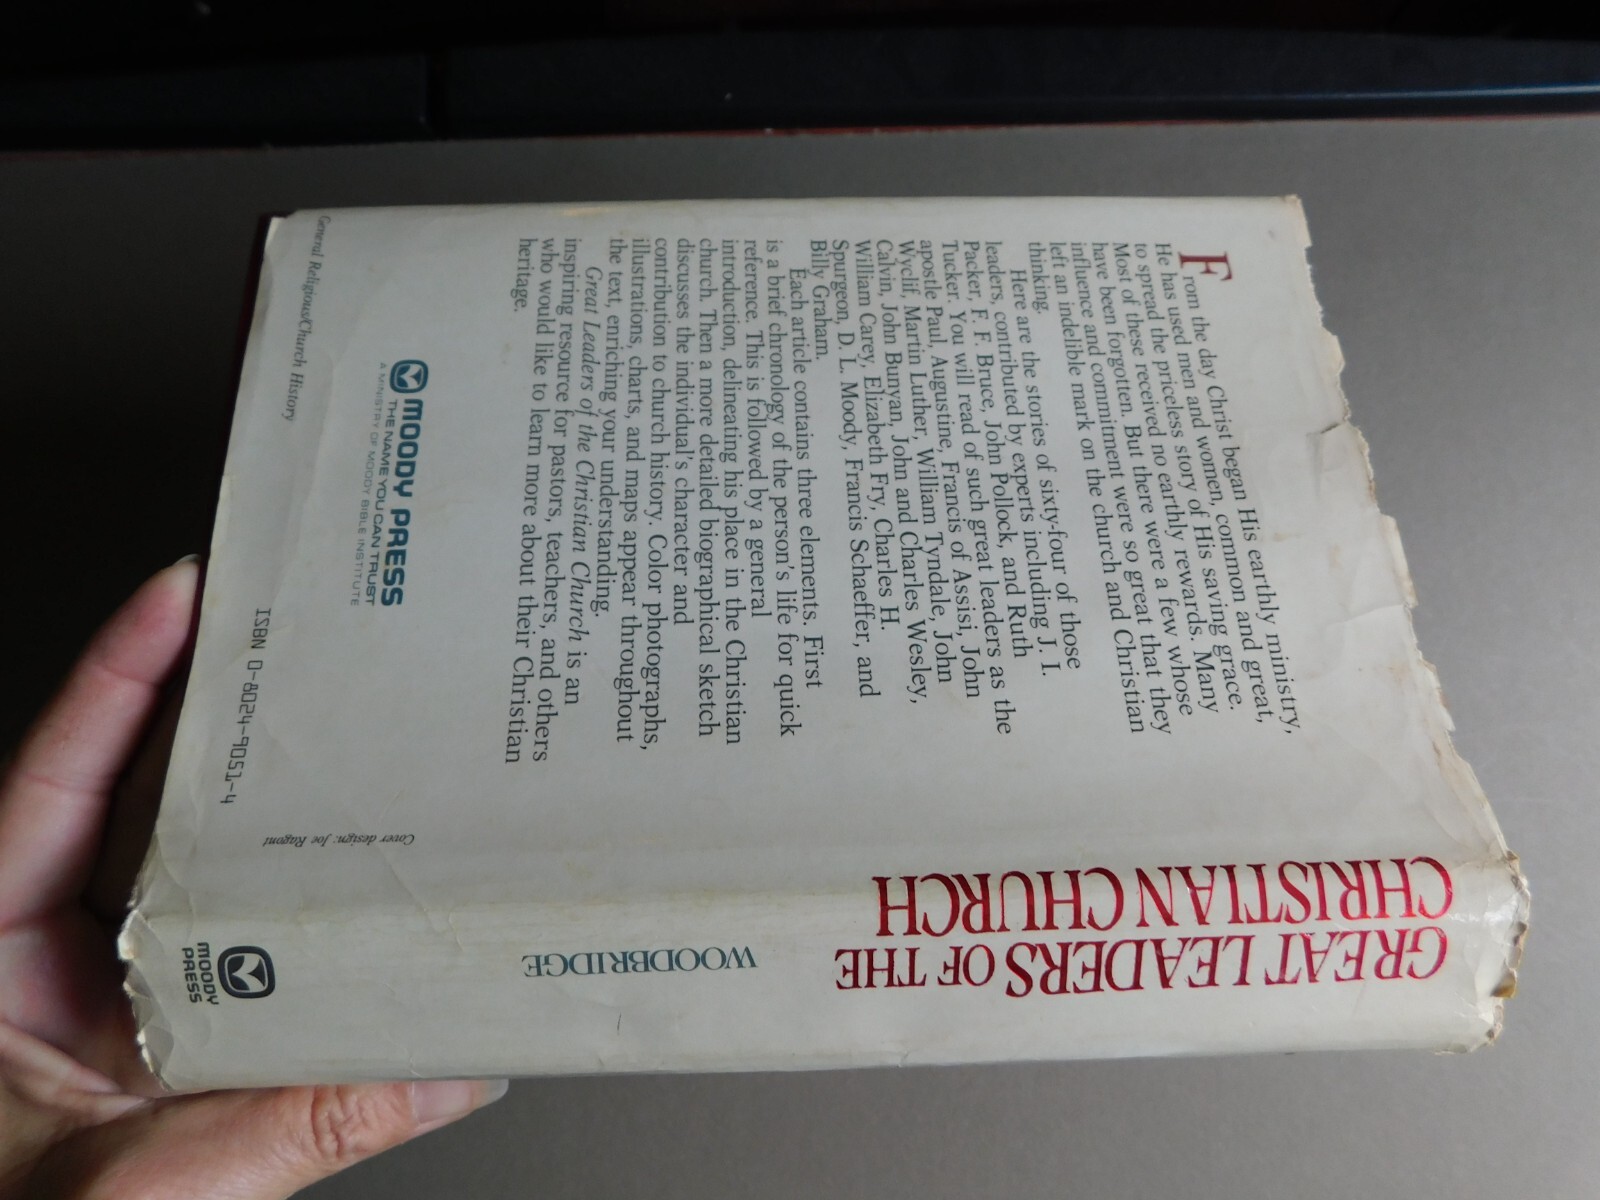 From the day Christ began His earthly ministry,
He has used men and women, common and great,
to spread the priceless story of His saving grace.
Most of these received no earthly rewards. Many
have been forgotten. But there were a few whose
influence and commitment were so great that they
left an indelible mark on the church and Christian
thinking.
Here are the stories of sixty-four of those
leaders, contributed by experts including J. I.
Packer, F. F. Bruce, John Pollock, and Ruth
Tucker. You will read of such great leaders as the
apostle Paul, Augustine, Francis of Assisi, John
Wyclif, Martin Luther, William Tyndale, John
Calvin, John Bunyan, John and Charles Wesley,
William Carey, Elizabeth Fry, Charles H.
Spurgeon, D. L. Moody, Francis Schaeffer, and
Billy Graham.
Each article contains three elements. First
is a brief chronology of the person's life for quick
reference. This is followed by a general
introduction, delineating his place in the Christian
church. Then a more detailed biographical sketch
discusses the individual's character and
contribution to church history. Color photographs,
illustrations, charts, and maps appear throughout
the text, enriching your understanding.
Great Leaders of the Christian Church is an
inspiring resource for pastors, teachers, and others
who would like to learn more about their Christian
heritage.
MOODY PRESS
THE NAME YOU CAN TRUST
A MINISTRY OF MOODY BIBLE INSTITUTE
General Religious/Church History
ISBN 0-8024-9051-4
Cover design: Joe Ragont
GREAT LEADERS OF THE
CHRISTIAN CHURCH
WOODBRIDGE
MOODY
PRESS